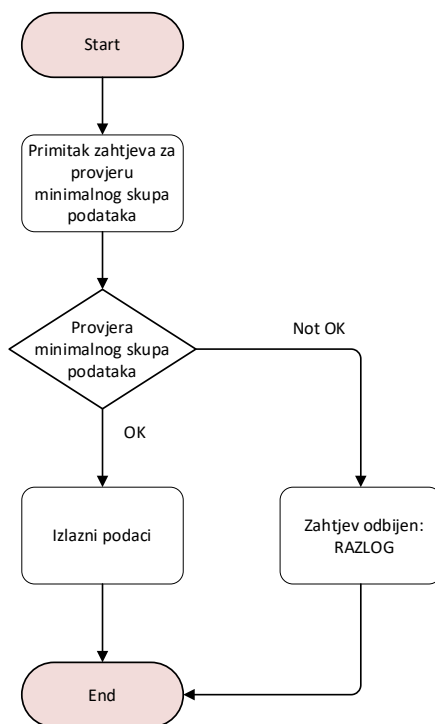 Start
Primitak zahtjeva za
provjeru
minimalnog skupa
podataka
Provjera
minimalnog skupa
podataka
Not OK
OK
Izlazni podaci
Zahtjev odbijen:
RAZLOG
End